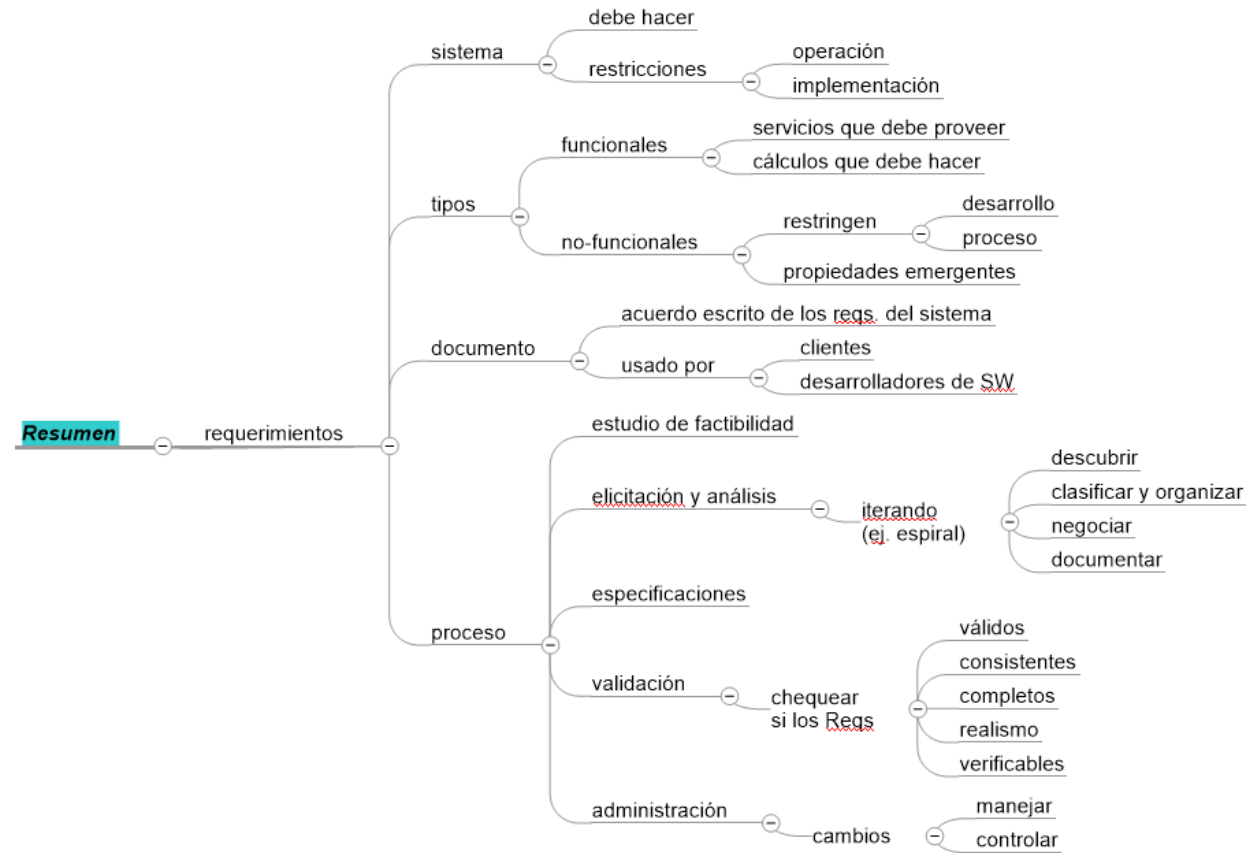 Resumen
requerimientos
sistema
debe hacer
restricciones
operación
implementación
tipos
funcionales
servicios que debe proveer
cálculos que debe hacer
no-funcionales
restringen
desarrollo
proceso
propiedades emergentes
documento
acuerdo escrito de los reqs. del sistema
usado por
clientes
desarrolladores de SW
proceso
estudio de factibilidad
elicitación y análisis
iterando
(ej. espiral)
descubrir
clasificar y organizar
negociar
documentar
especificaciones
validación
chequear
si los Reqs
válidos
consistentes
completos
realismo
verificables
administración
cambios
manejar
controlar